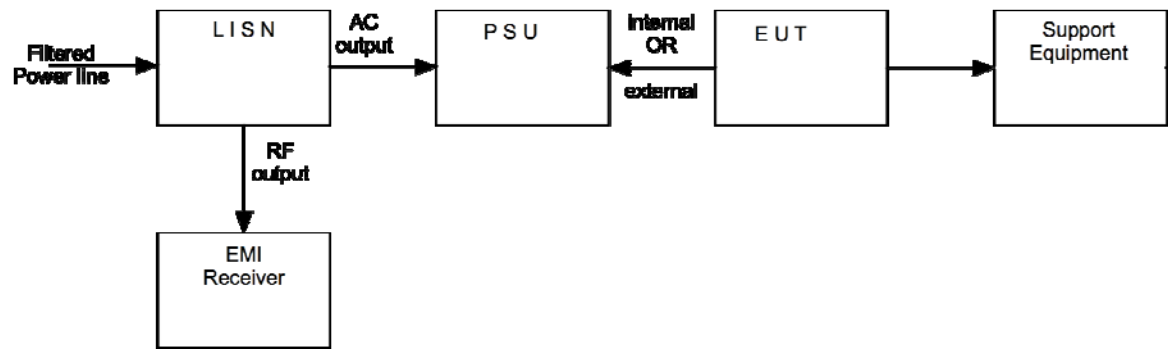 L I S N
AC
output
P S U
Internal
OR
external
E U T
Support
Equipment
Filtered
Power line
RF
output
EMI
Receiver